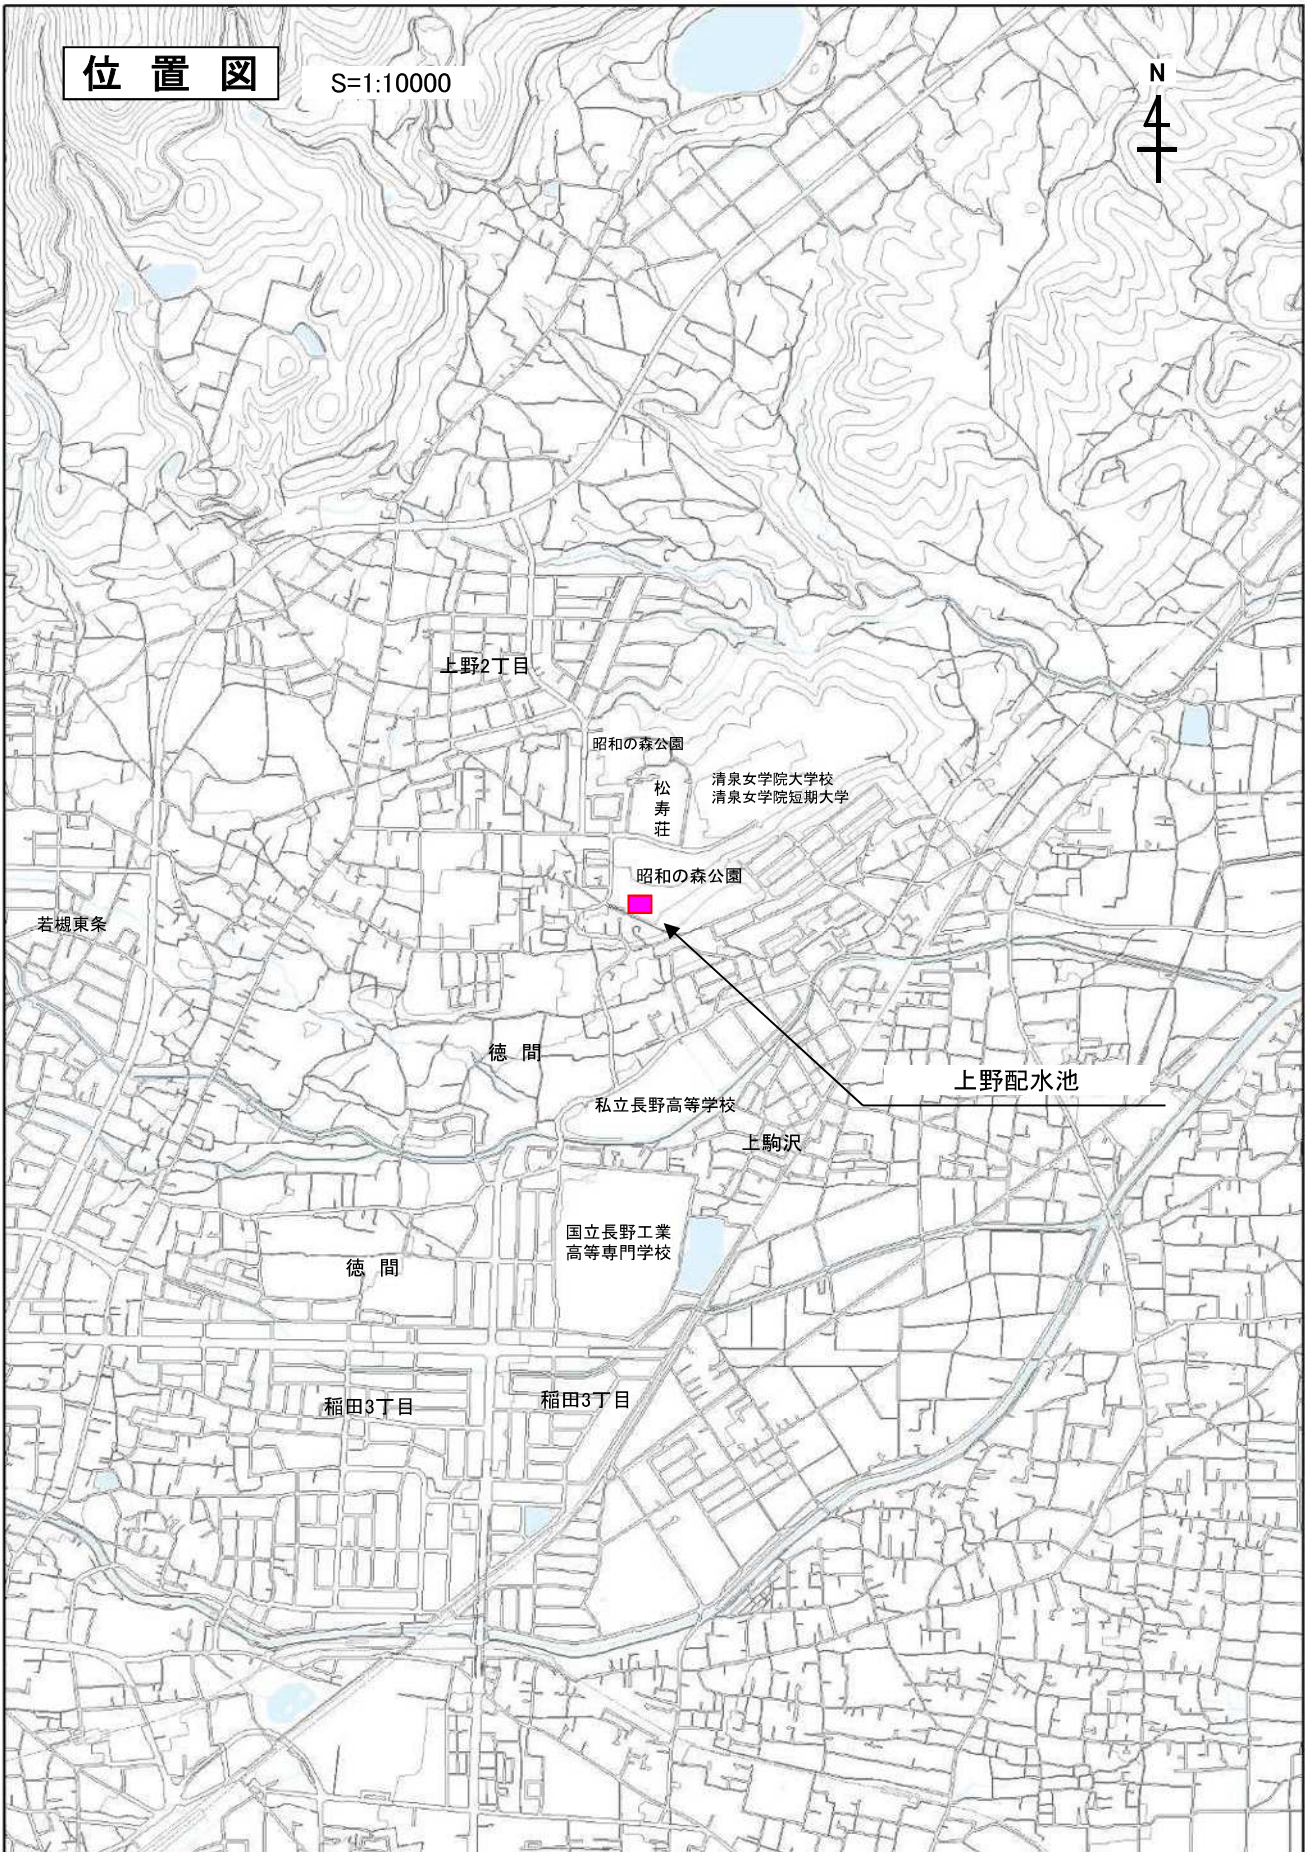 位 置 図
S=1:10000
N
上野2丁目
昭和の森公園
松寿荘
清泉女学院大学校
清泉女学院短期大学
昭和の森公園
若槻東条
徳 間
上野配水池
私立長野高等学校
上駒沢
国立長野工業
高等専門学校
徳 間
稲田3丁目
稲田3丁目